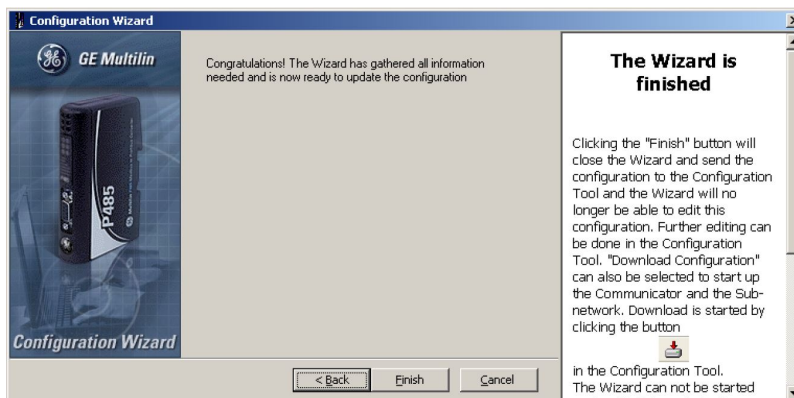 Configuration Wizard
GE Multilin
P485
Configuration Wizard
Congratulations! The Wizard has gathered all information
needed and is now ready to update the configuration
< Back
Finish
Cancel
The Wizard is
finished
Clicking the "Finish" button will
close the Wizard and send the
configuration to the Configuration
Tool and the Wizard will no
longer be able to edit this
configuration. Further editing can
be done in the Configuration
Tool. "Download Configuration"
can also be selected to start up
the Communicator and the Sub-
network. Download is started by
clicking the button
in the Configuration Tool.
The Wizard can not be started